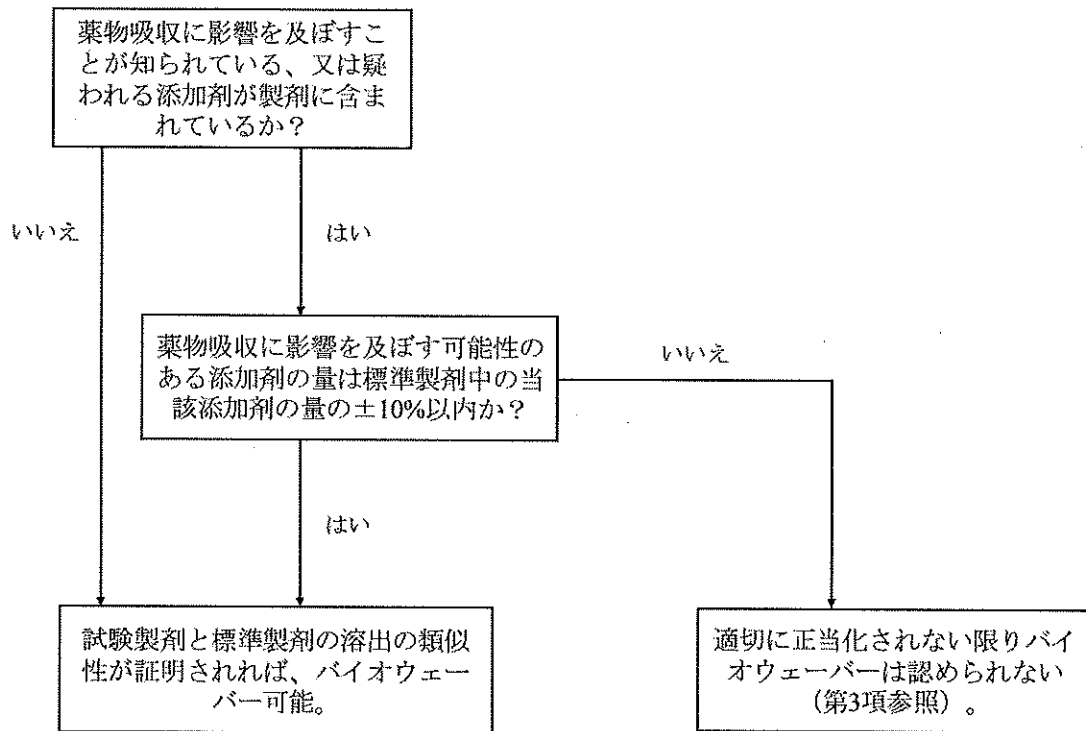 薬物吸収に影響を及ぼすこ
とが知られている、又は疑
われる添加剤が製剤に含ま
れているか？
いいえ
はい
薬物吸収に影響を及ぼす可能性の
ある添加剤の量は標準製剤中の当
該添加剤の量の±10%以内か？
いいえ
はい
試験製剤と標準製剤の溶出の類似
性が証明されれば、バイオウェー
バー可能。
適切に正当化されない限りバイ
オウェーバーは認められない
（第3項参照）。